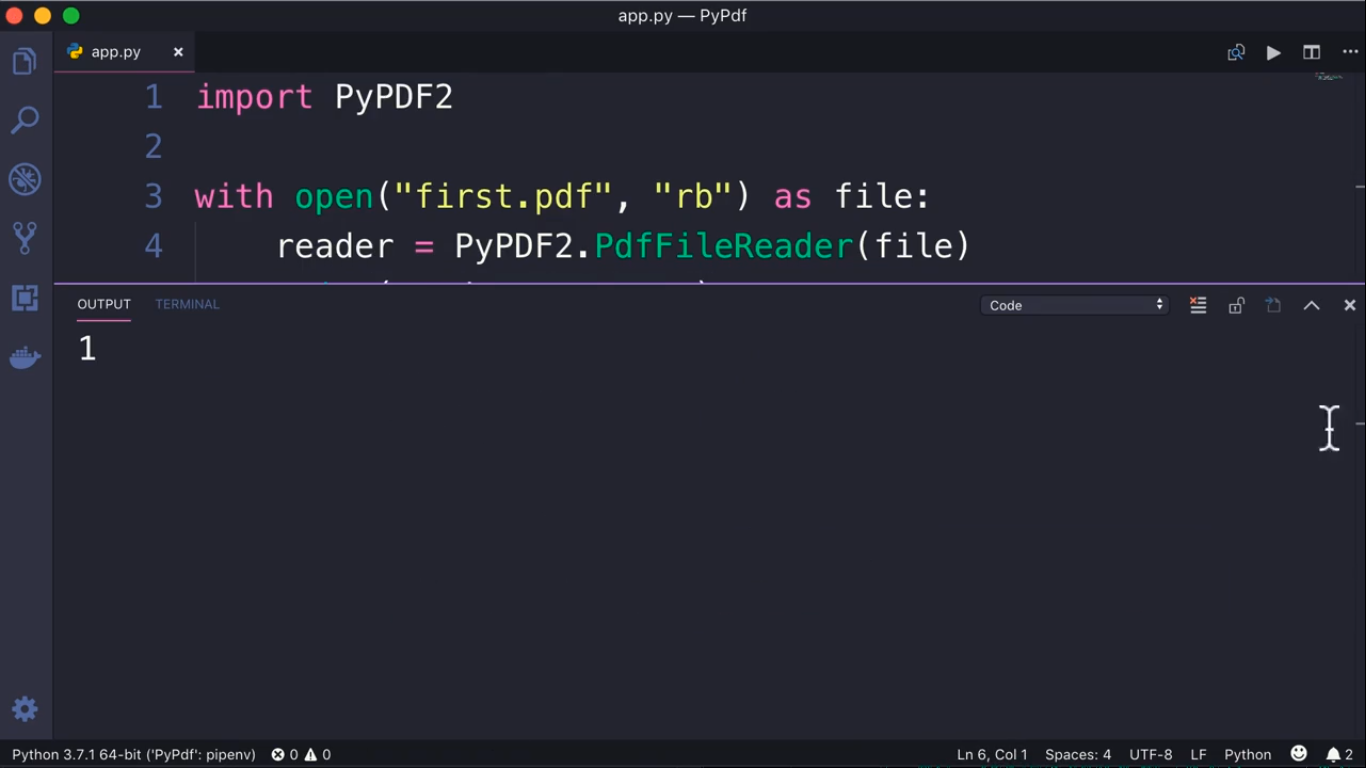 app.py — PyPdf
app.py
1 import PyPDF2
2
3 with open("first.pdf", "rb") as file:
4 reader = PyPDF2.PdfFileReader(file)
OUTPUT TERMINAL Code
1
Python 3.7.1 64-bit ('PyPdf': pipenv) 0 0 Ln 6, Col 1 Spaces: 4 UTF-8 LF Python 2